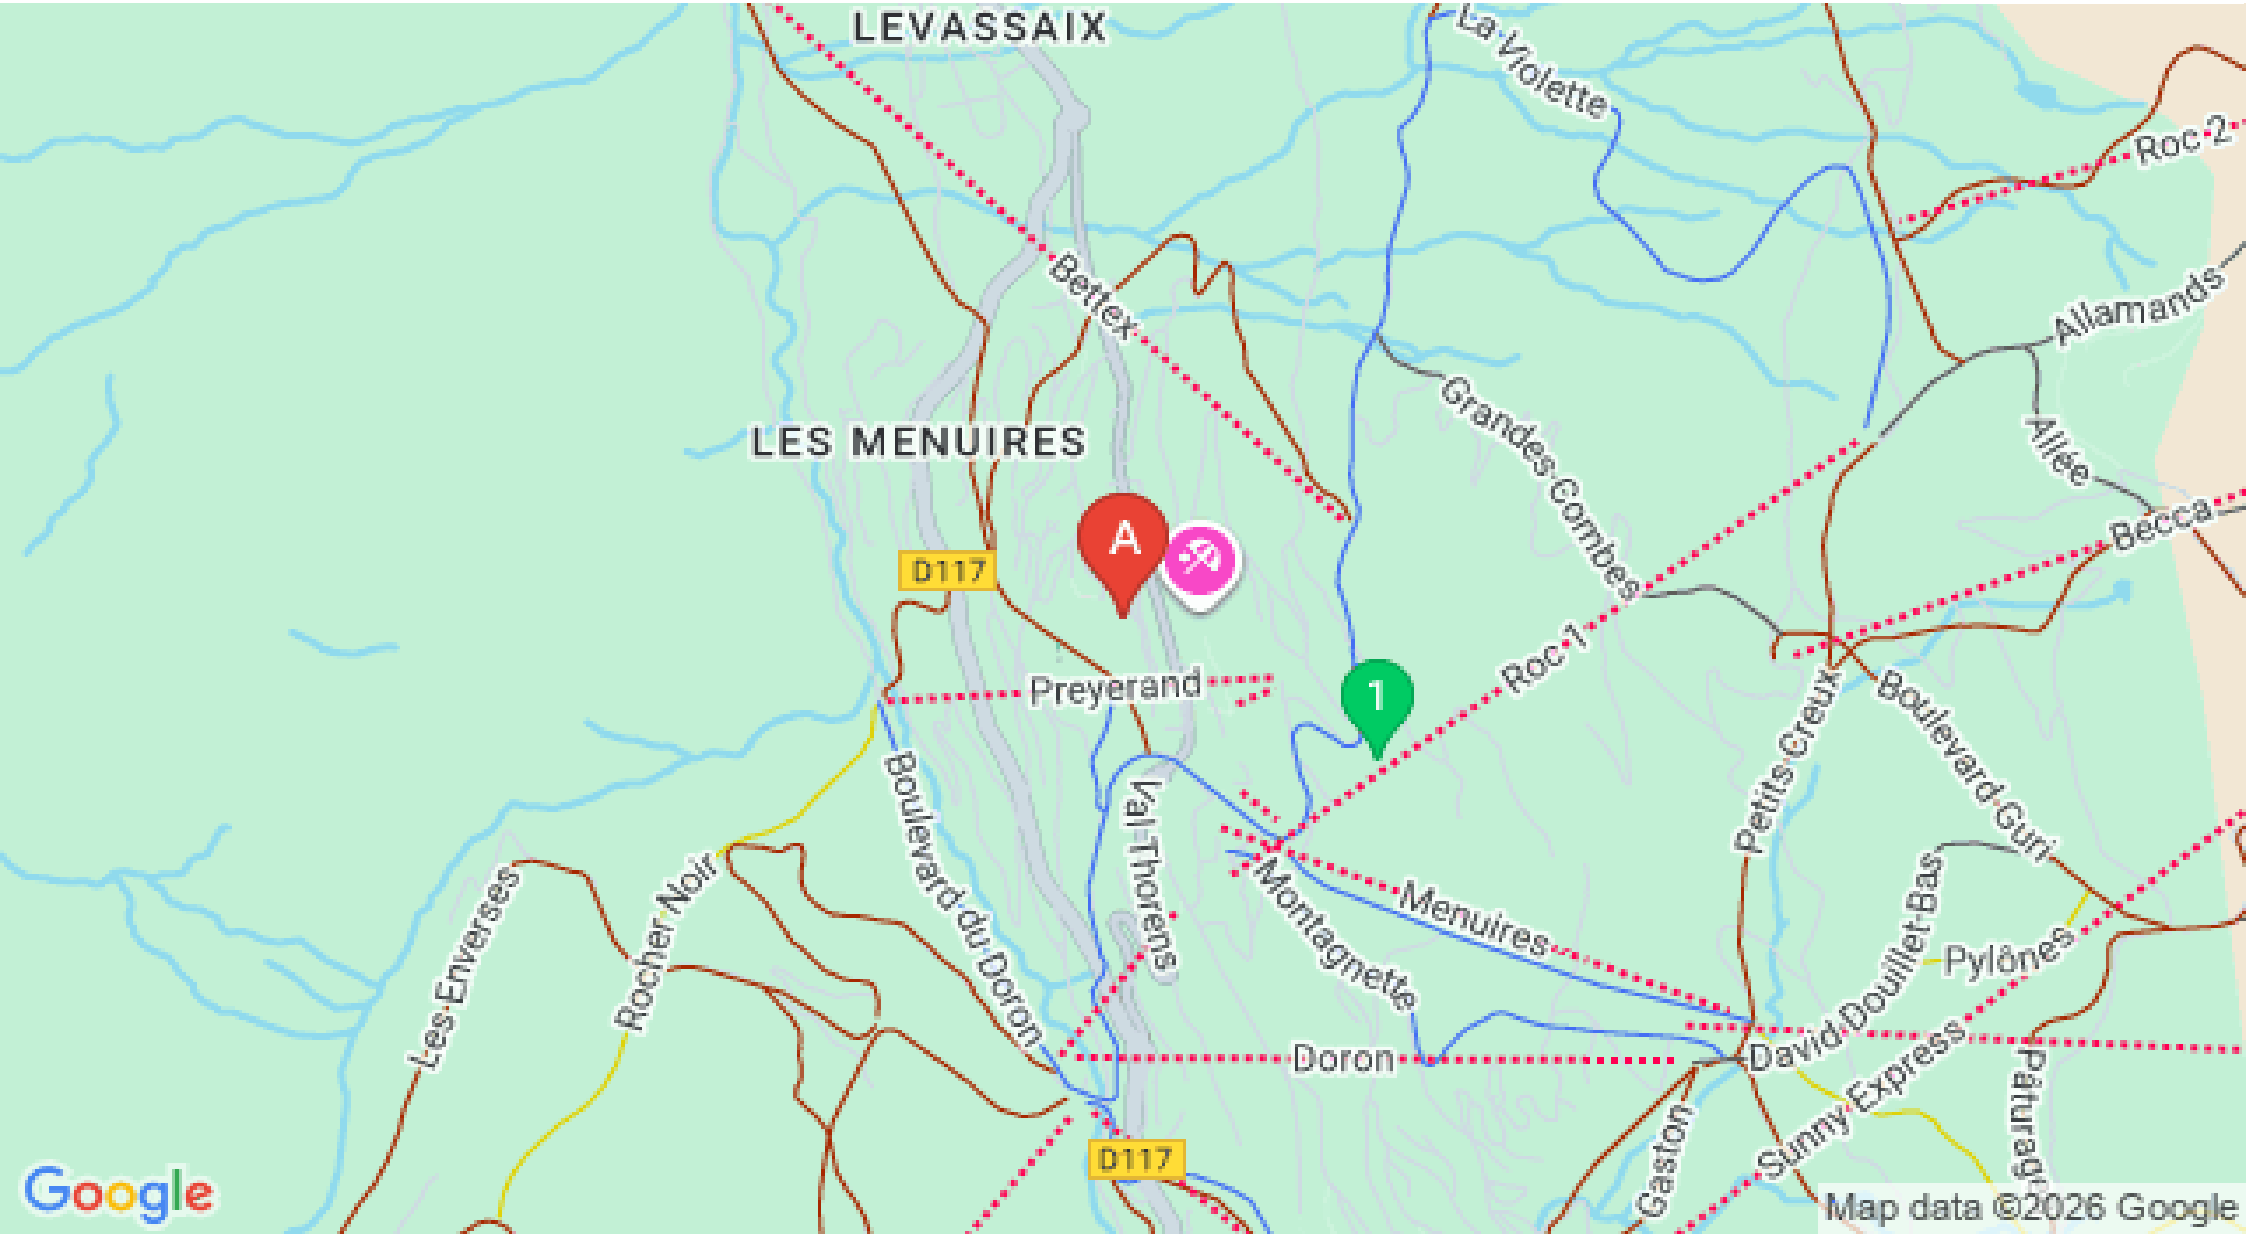 LEVASSAIX
La Violette
Roc 2
Bettex
Allamands
Grandes Combes
LES MENUIRES
Allée
Becca
A
D117
Roc 1
Preyerand
1
Petits Creux
Boulevard Guri
Boulevard du Doron
Val Thorens
Les Enverses
Rocher Noir
Montagnette
Menuires
David Douillet Bas
Pylônes
Doron
Sunny Express
Gaston
Pâturag
D117
Google
Map data ©2026 Google